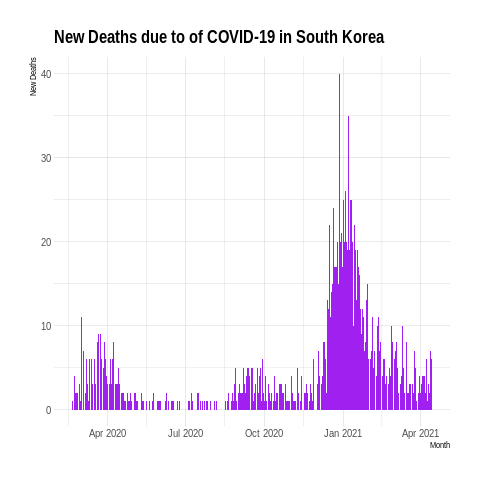 New Deaths due to of COVID-19 in South Korea
New Deaths
40
30
20
10
0
Apr 2020 Jul 2020 Oct 2020 Jan 2021 Apr 2021
Month